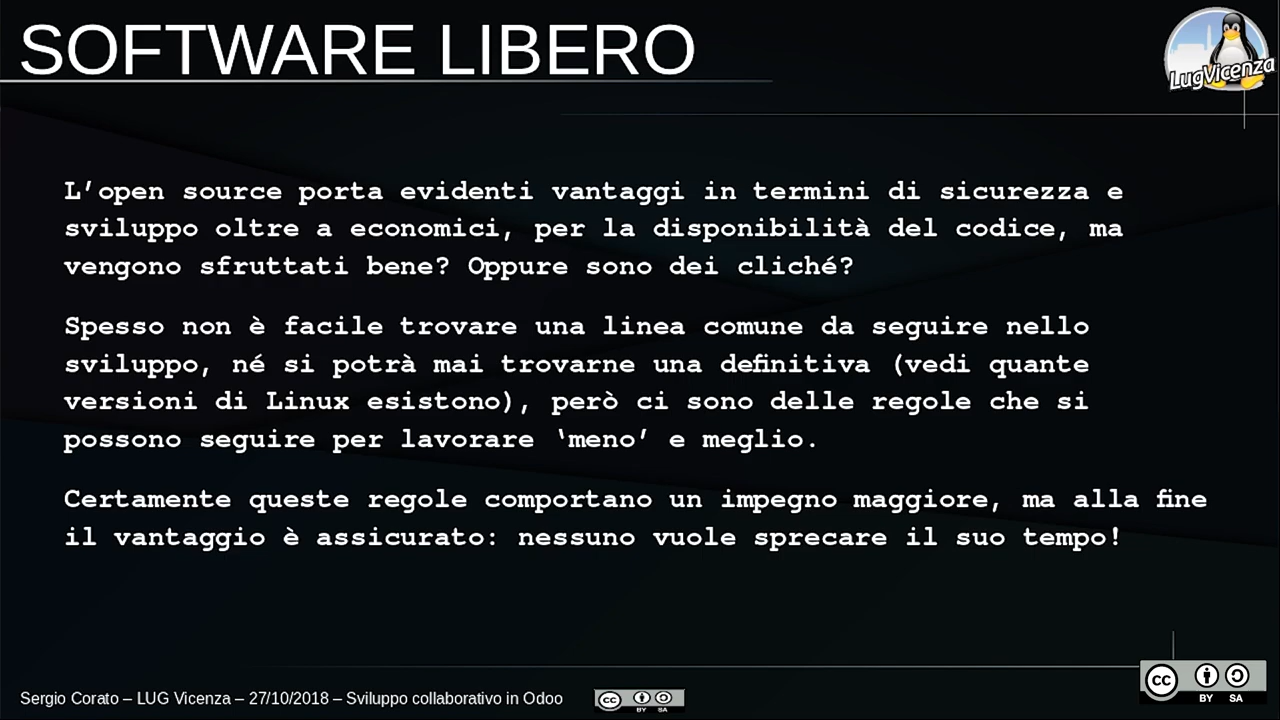 SOFTWARE LIBERO
LugVicenza
L’open source porta evidenti vantaggi in termini di sicurezza e
sviluppo oltre a economici, per la disponibilità del codice, ma
vengono sfruttati bene? Oppure sono dei cliché?
Spesso non è facile trovare una linea comune da seguire nello
sviluppo, né si potrà mai trovarne una definitiva (vedi quante
versioni di Linux esistono), però ci sono delle regole che si
possono seguire per lavorare ‘meno’ e meglio.
Certamente queste regole comportano un impegno maggiore, ma alla fine
il vantaggio è assicurato: nessuno vuole sprecare il suo tempo!
Sergio Corato – LUG Vicenza – 27/10/2018 – Sviluppo collaborativo in Odoo
cc BY SA
cc BY SA